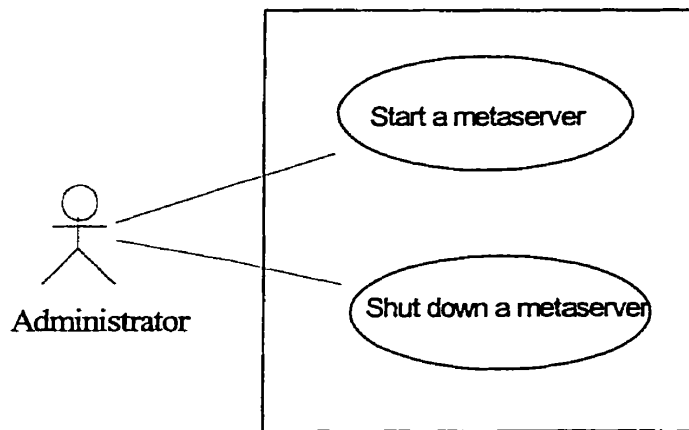 Start a metaserver
Administrator
Shut down a metaserver